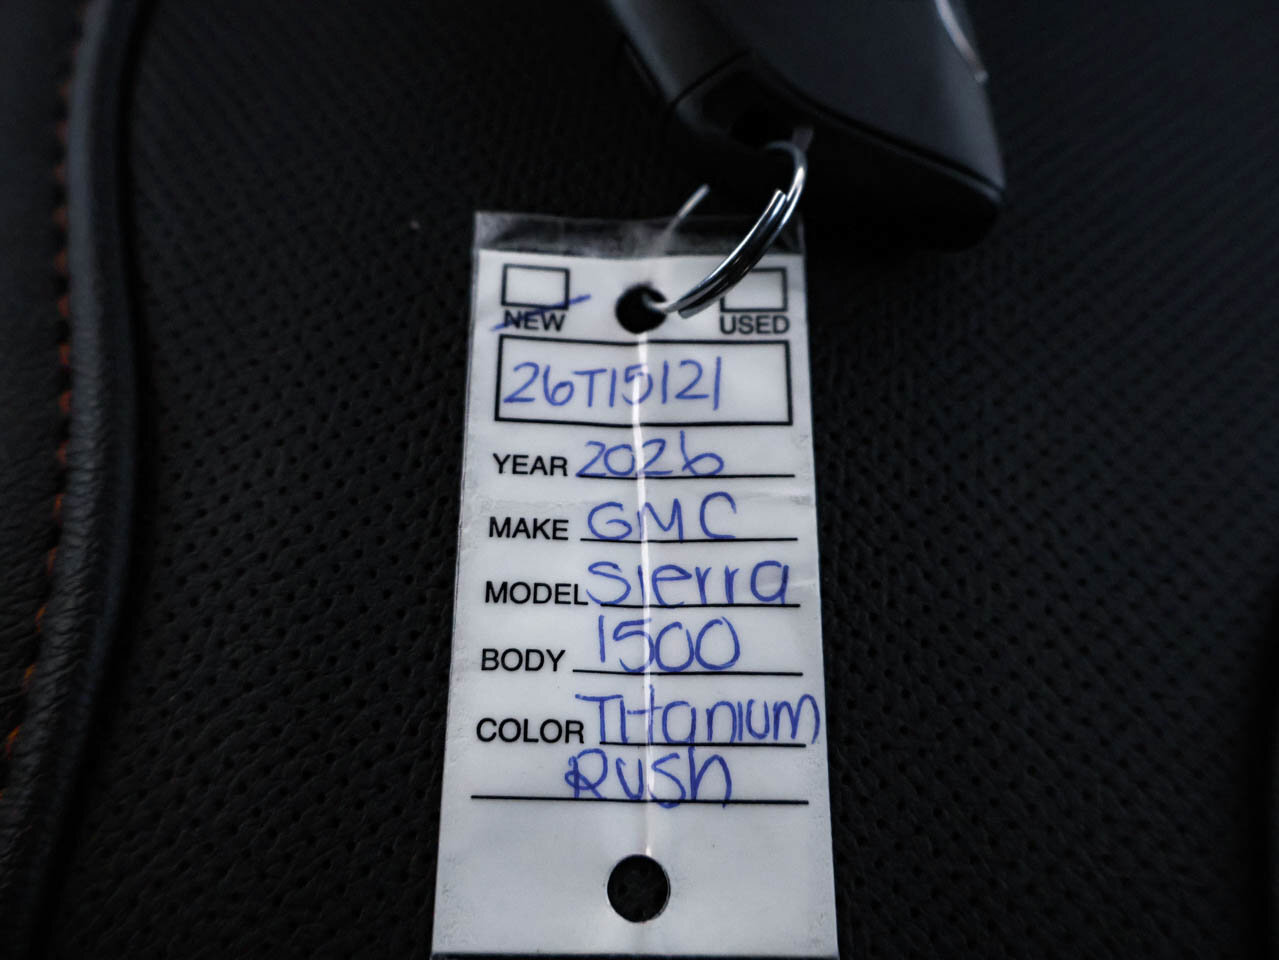 NEW USED
26T15121
YEAR 2026
MAKE GMC
MODEL Sierra
BODY 1500
COLOR Titanium
Rush